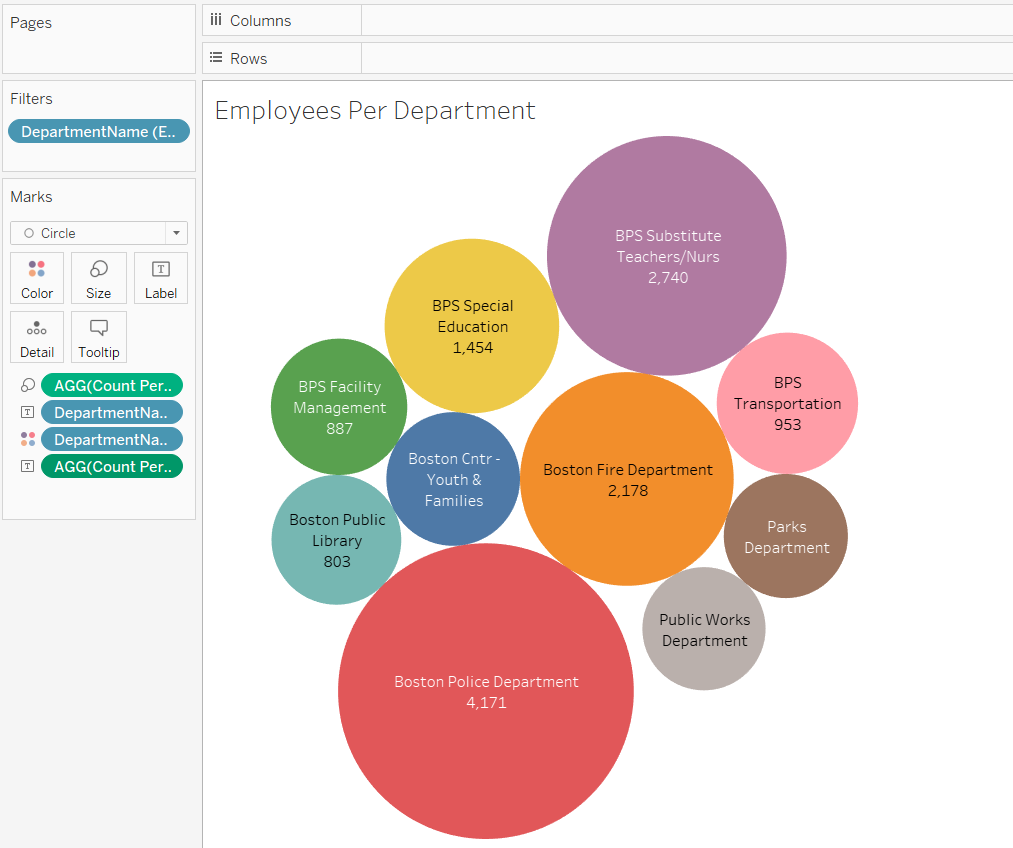 Pages
Columns
Rows
Filters
DepartmentName (E..
Marks
Circle
Color
Size
Label
Detail
Tooltip
AGG(Count Per..
DepartmentNa..
DepartmentNa..
AGG(Count Per..
Employees Per Department
BPS Substitute
Teachers/Nurs
2,740
BPS Special
Education
1,454
BPS Facility
Management
887
BPS
Transportation
953
Boston Cntr -
Youth &
Families
Boston Fire Department
2,178
Boston Public
Library
803
Parks
Department
Public Works
Department
Boston Police Department
4,171